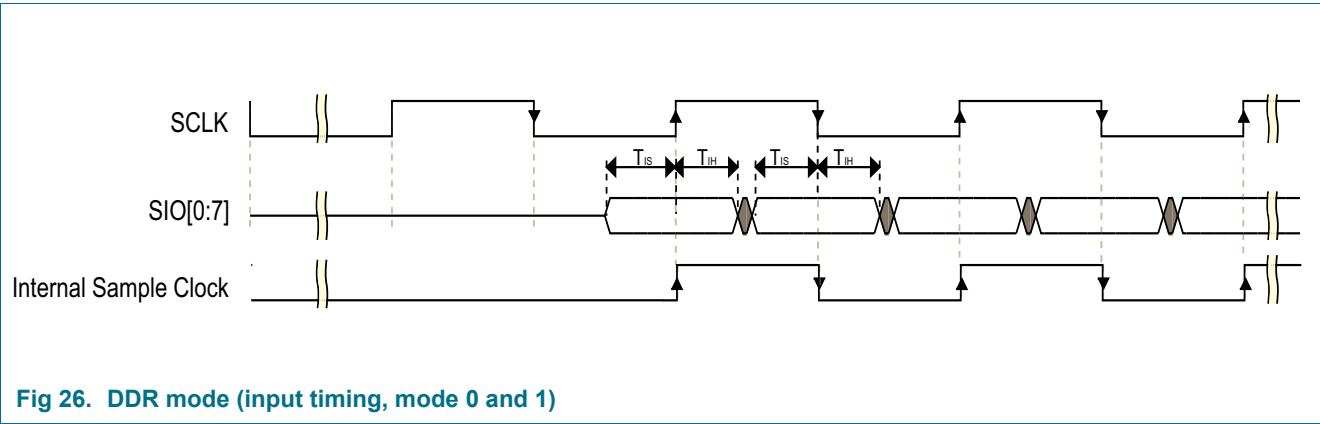 SCLK
TIS TIH TIS TIH
SIO[0:7]
Internal Sample Clock
Fig 26. DDR mode (input timing, mode 0 and 1)